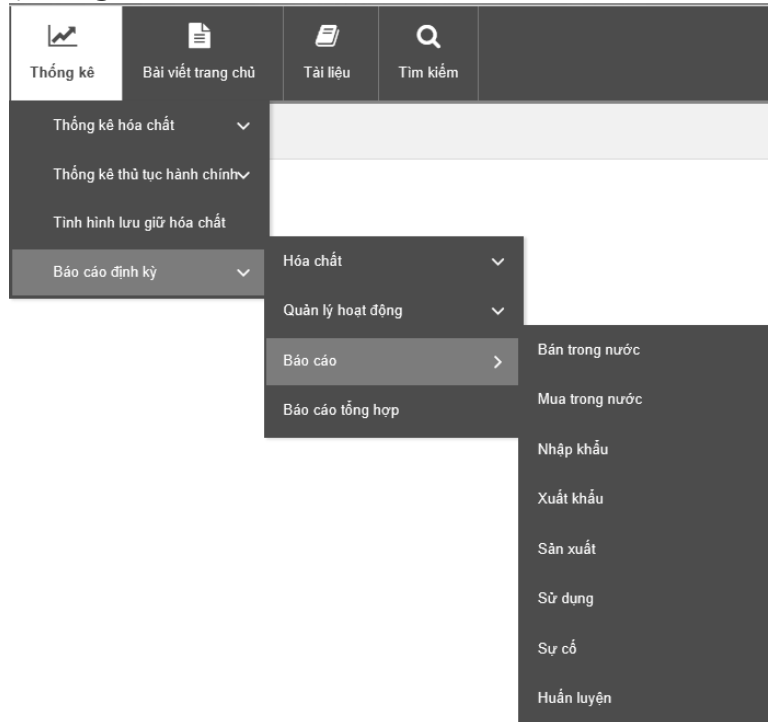 Thống kê
Bài viết trang chủ
Tài liệu
Tìm kiếm
Thống kê hóa chất
Thống kê thủ tục hành chính
Tình hình lưu giữ hóa chất
Báo cáo định kỳ
Hóa chất
Quản lý hoạt động
Báo cáo
Báo cáo tổng hợp
Bán trong nước
Mua trong nước
Nhập khẩu
Xuất khẩu
Sản xuất
Sử dụng
Sự cố
Huấn luyện